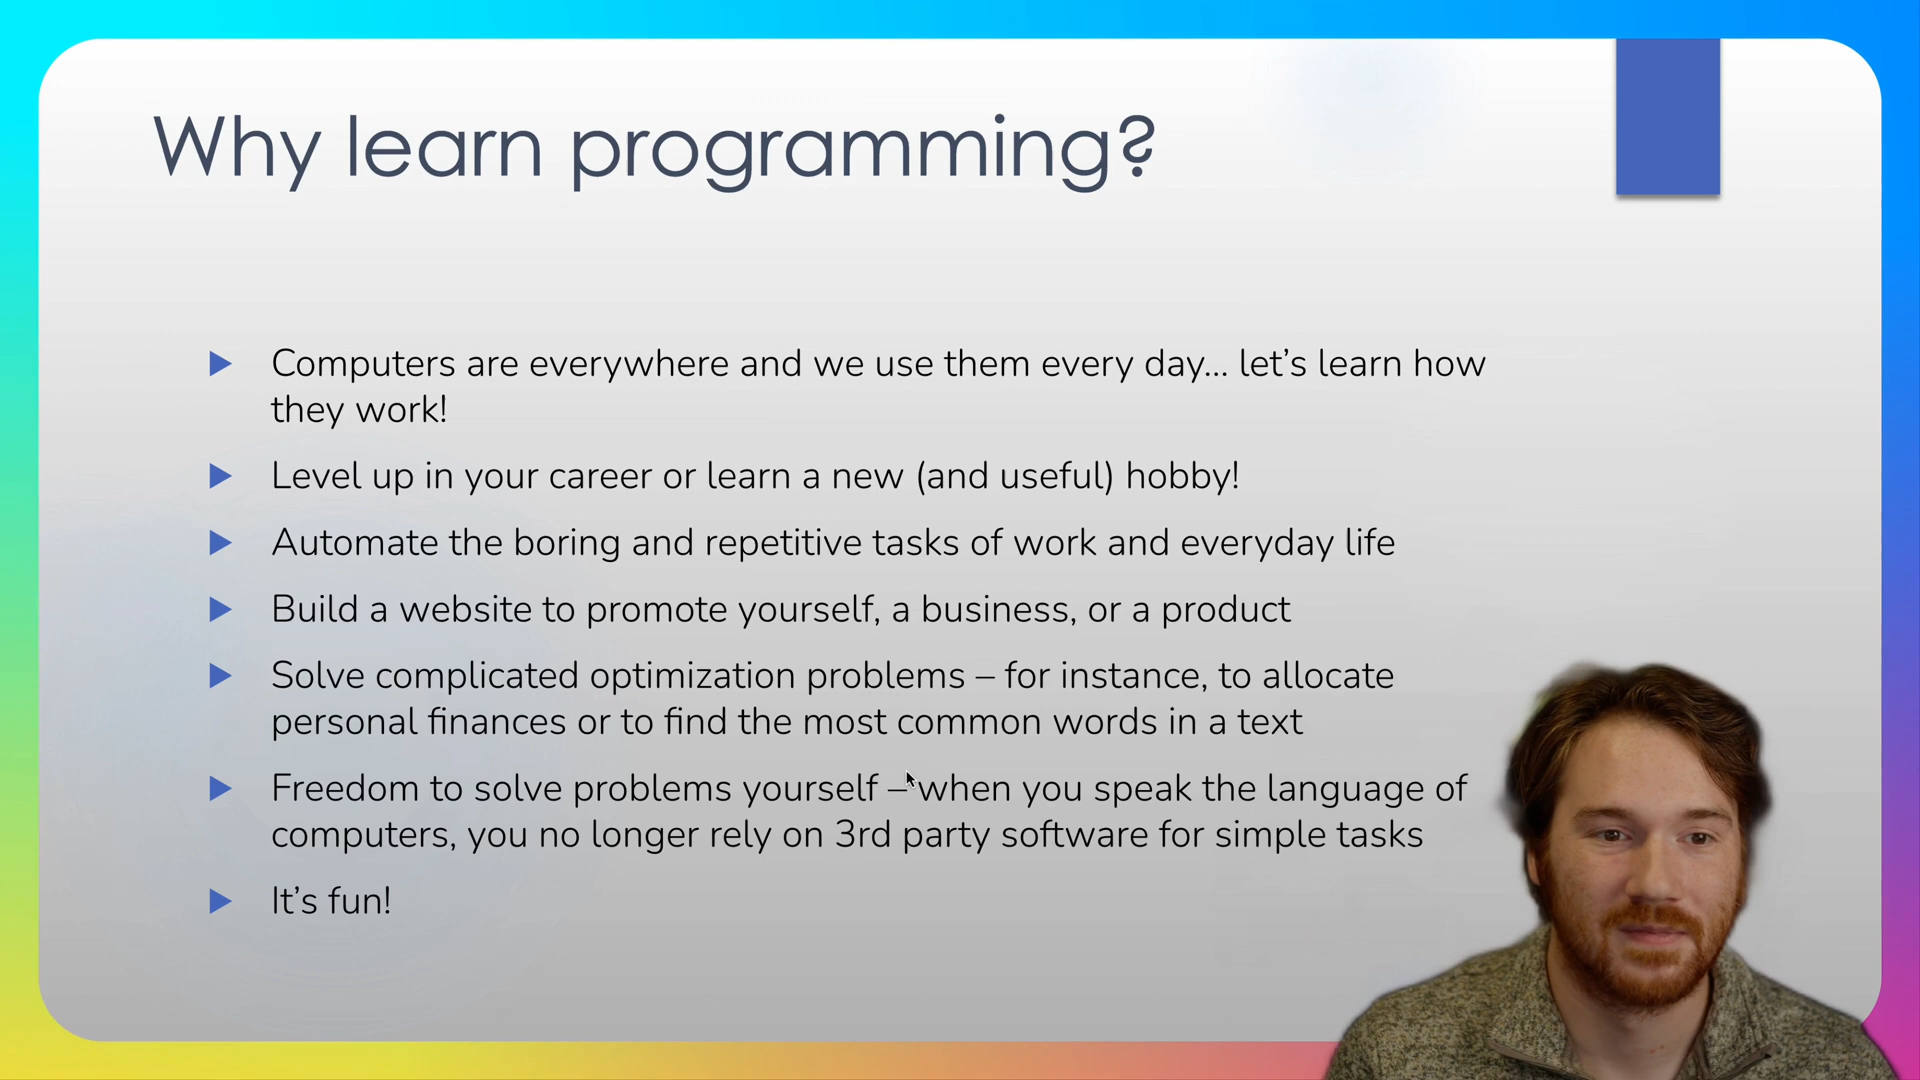 Why learn programming?
Computers are everywhere and we use them every day... let’s learn how
they work!
Level up in your career or learn a new (and useful) hobby!
Automate the boring and repetitive tasks of work and everyday life
Build a website to promote yourself, a business, or a product
Solve complicated optimization problems – for instance, to allocate
personal finances or to find the most common words in a text
Freedom to solve problems yourself – when you speak the language of
computers, you no longer rely on 3rd party software for simple tasks
It’s fun!